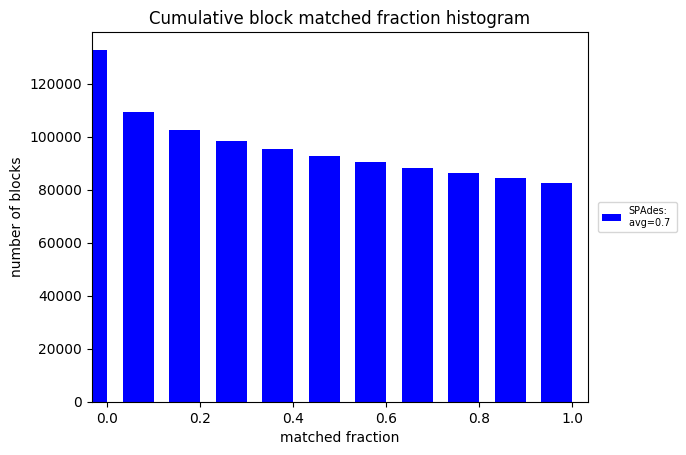 Cumulative block matched fraction histogram
120000
100000
80000
60000
40000
20000
0
number of blocks
0.0 0.2 0.4 0.6 0.8 1.0
matched fraction
SPAdes:
avg=0.7